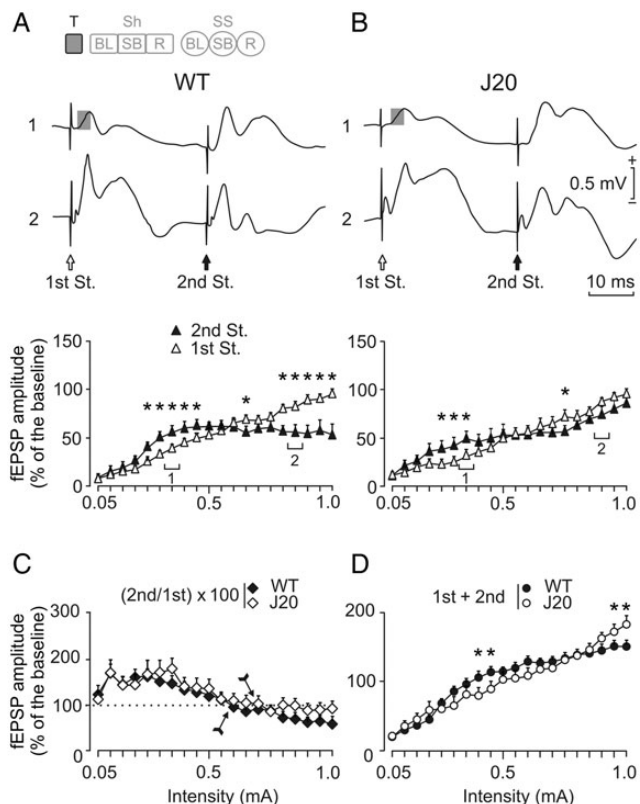 A B
T Sh SS
BL SB R BL SB R
WT J20
1 1
+
0.5 mV
−
2 2
1st St. 2nd St. 1st St. 2nd St. 10 ms
fEPSP amplitude
(% of the baseline)
150
100
50
0
2nd St.
1st St.
***** * *****
1 2
0.05 0.5 1.0
150
100
50
0
*** *
1 2
0.05 0.5 1.0
C D
fEPSP amplitude
(% of the baseline)
300
200
100
0
(2nd/1st) x 100 WT
J20
0.05 0.5 1.0
Intensity (mA)
200
100
0
1st + 2nd WT
J20
** **
0.05 0.5 1.0
Intensity (mA)